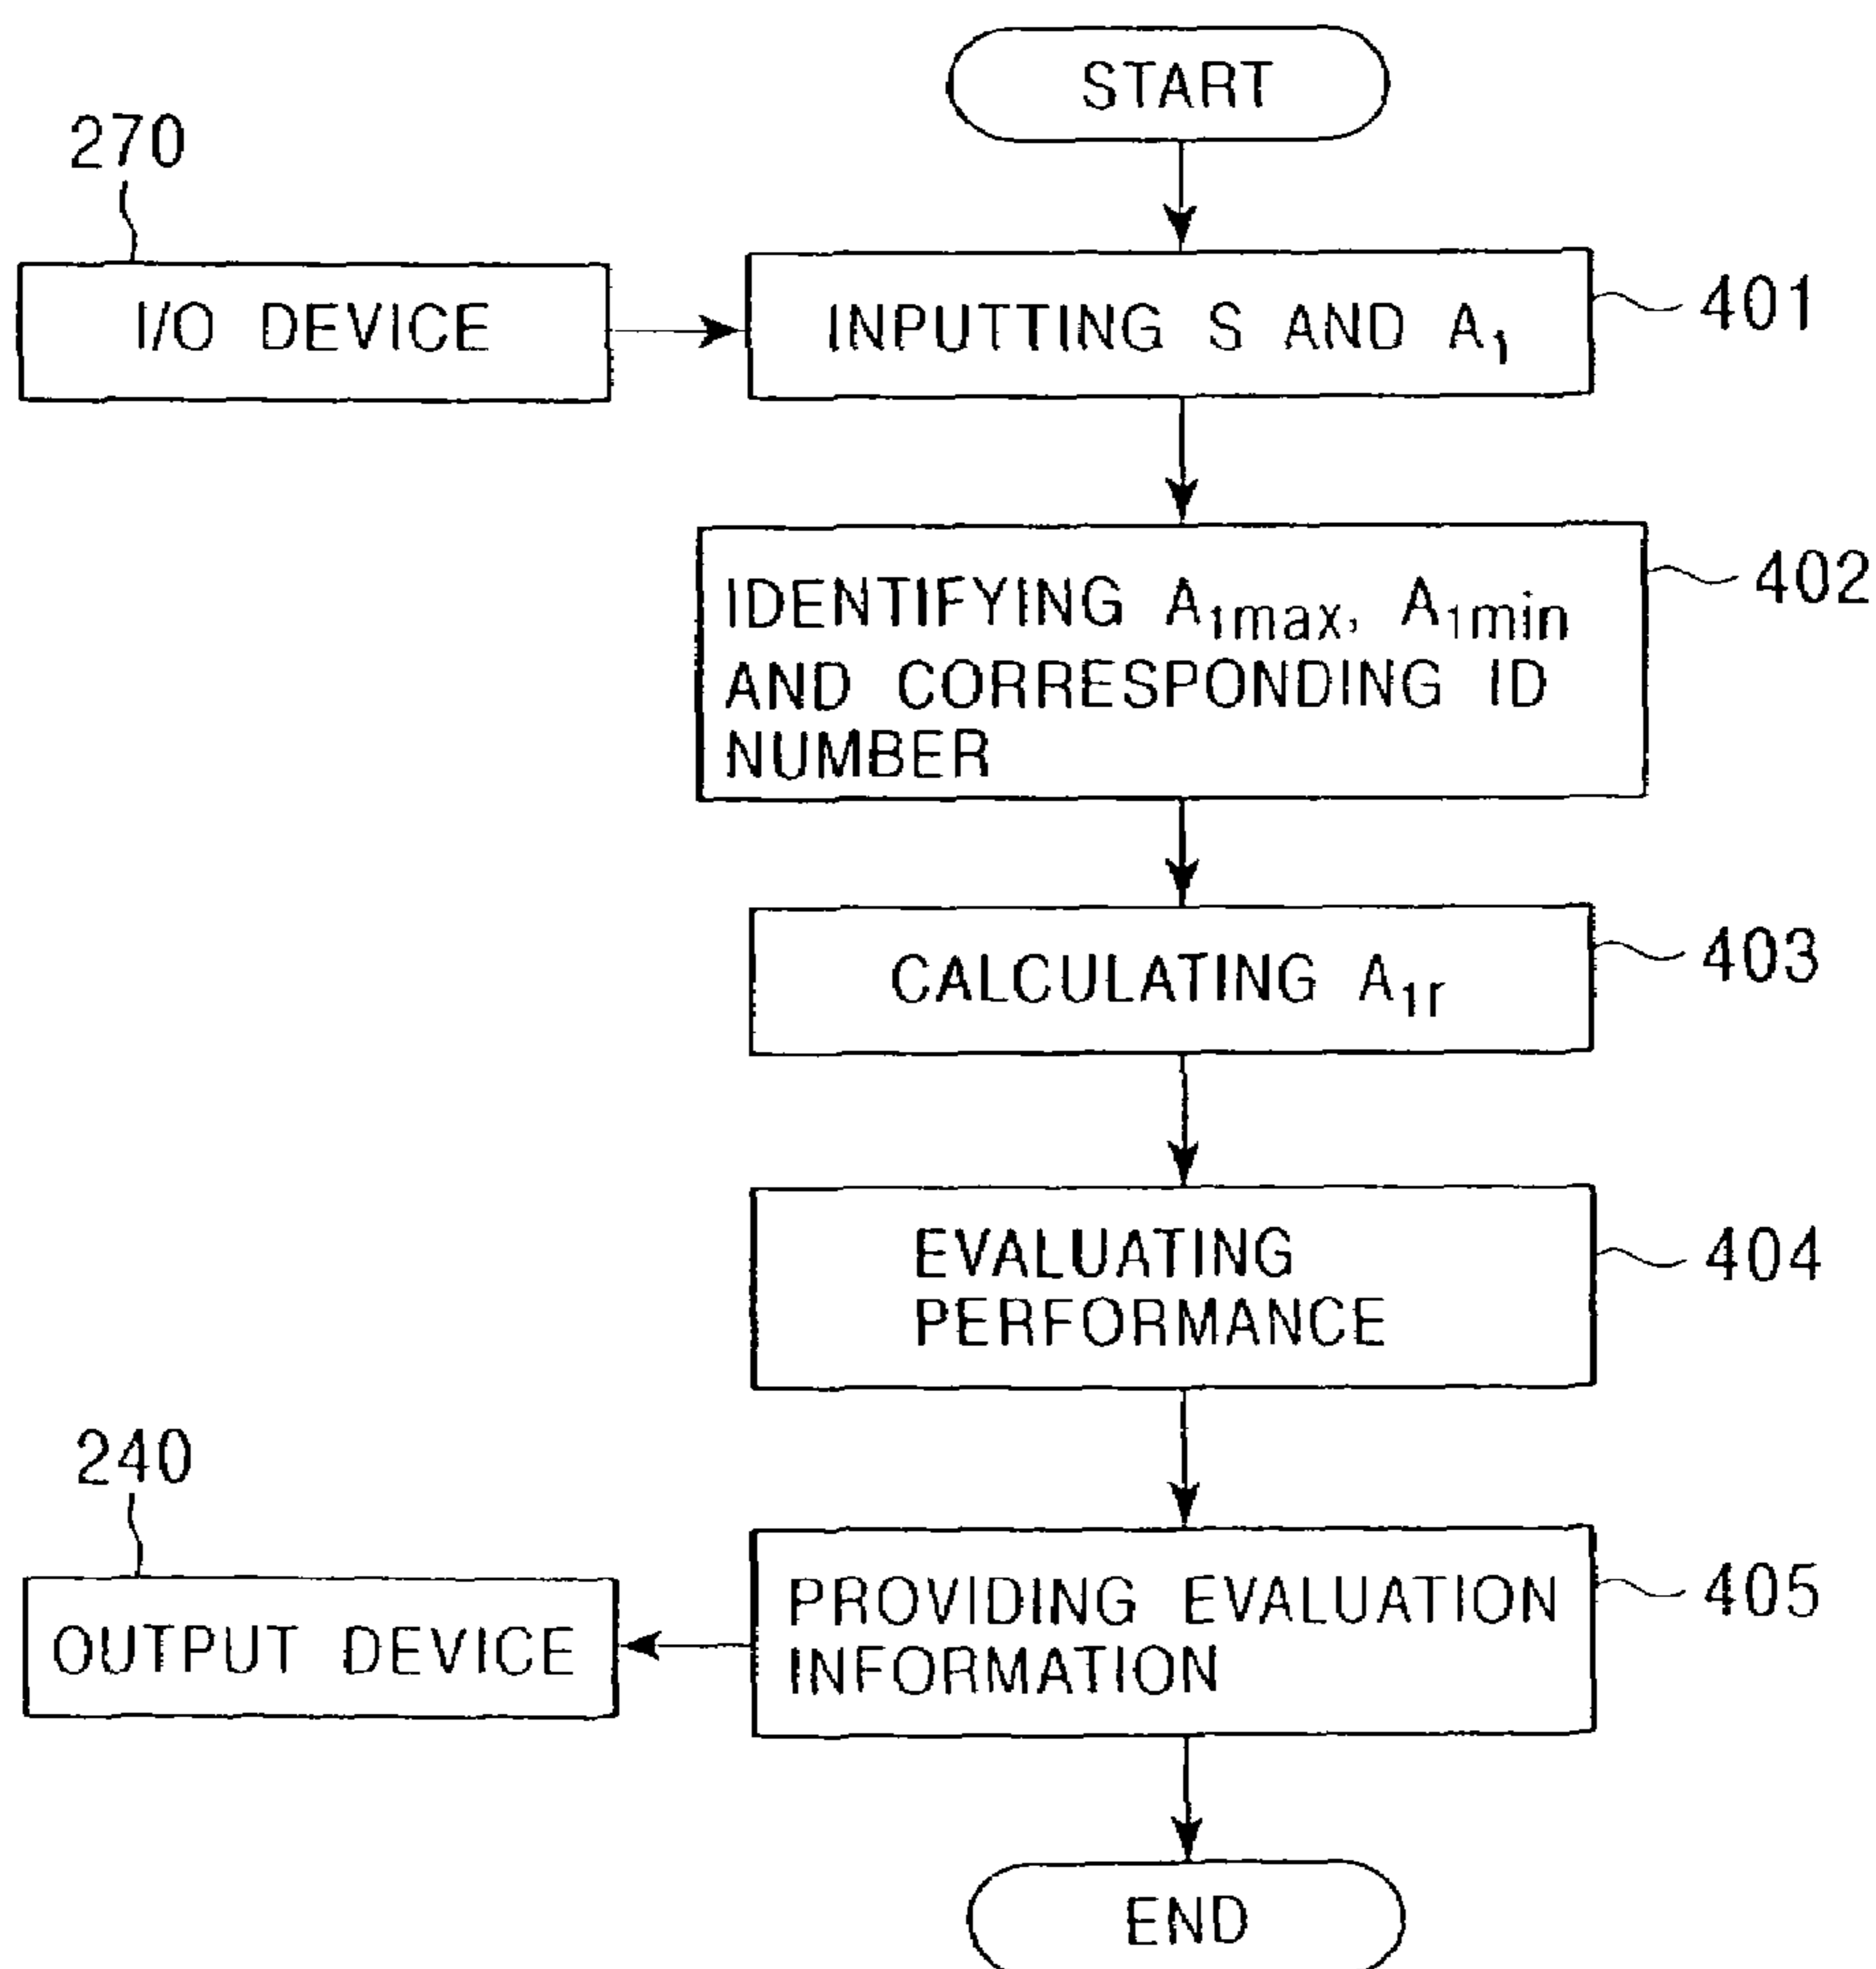 START
270
I/O DEVICE
INPUTTING S AND A1
401
IDENTIFYING A1max, A1min
AND CORRESPONDING ID
NUMBER
402
CALCULATING A1r
403
EVALUATING
PERFORMANCE
404
240
OUTPUT DEVICE
PROVIDING EVALUATION
INFORMATION
405
END